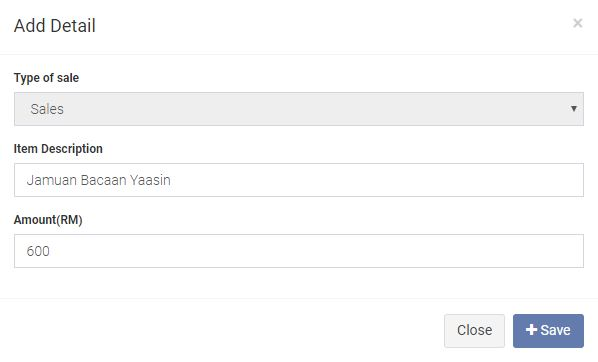 Add Detail
×
Type of sale
Sales
Item Description
Jamuan Bacaan Yaasin
Amount(RM)
600
Close
+ Save